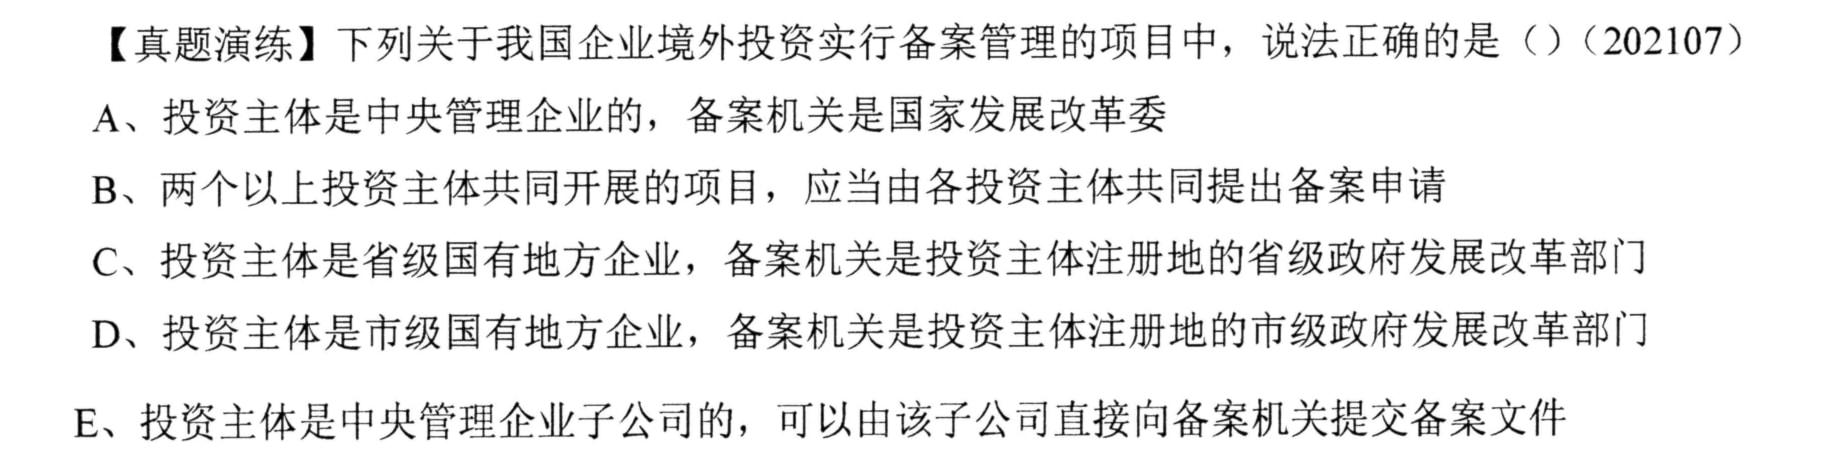 【真题演练】下列关于我国企业境外投资实行备案管理的项目中，说法正确的是（）（202107）
A、投资主体是中央管理企业的，备案机关是国家发展改革委
B、两个以上投资主体共同开展的项目，应当由各投资主体共同提出备案申请
C、投资主体是省级国有地方企业，备案机关是投资主体注册地的省级政府发展改革部门
D、投资主体是市级国有地方企业，备案机关是投资主体注册地的市级政府发展改革部门
E、投资主体是中央管理企业子公司的，可以由该子公司直接向备案机关提交备案文件